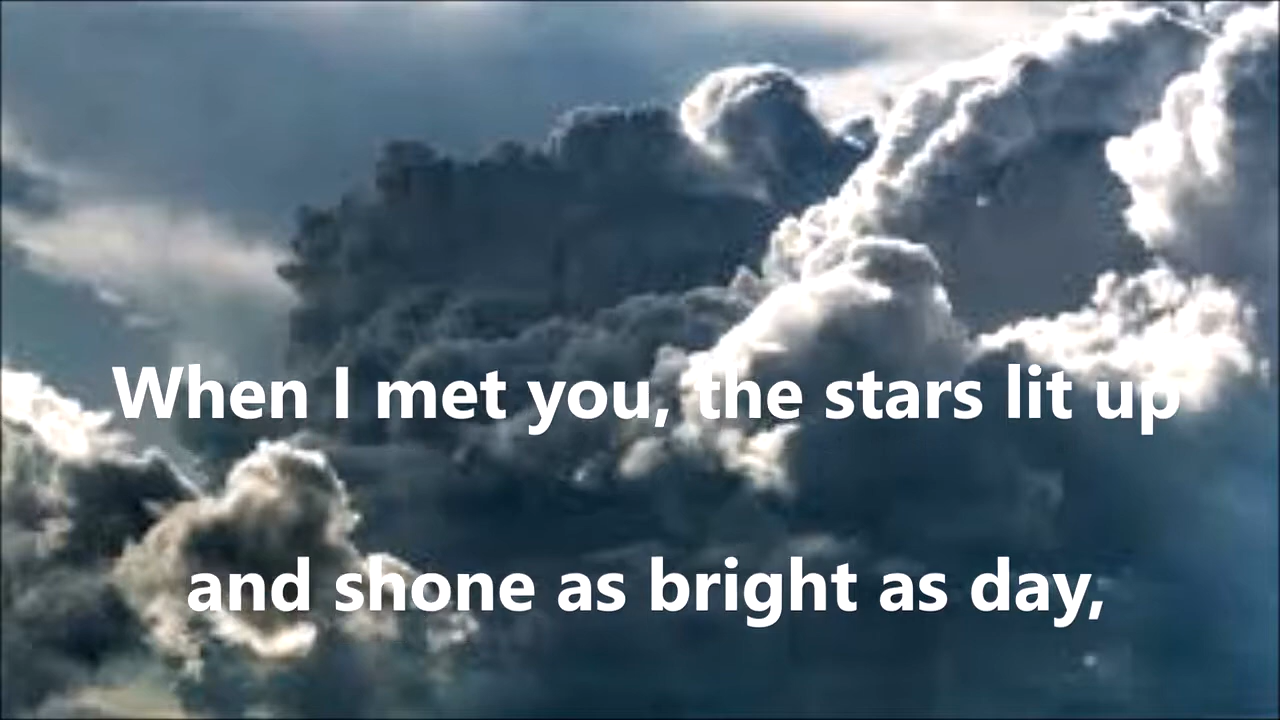 When I met you, the stars lit up
and shone as bright as day,